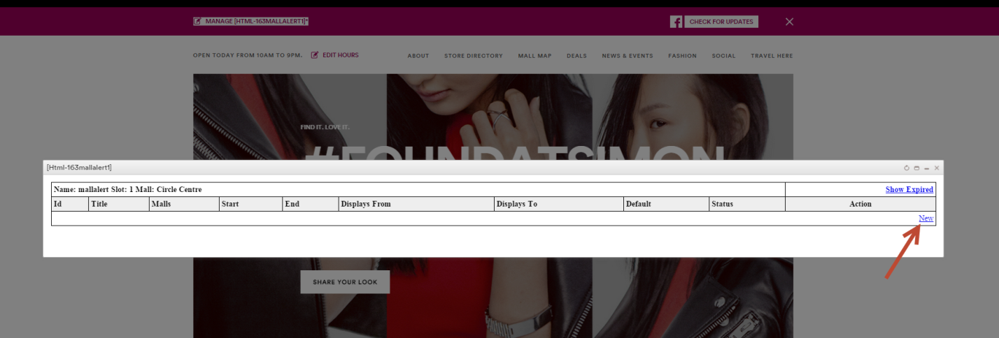 MANAGE [HTML-163MALLALERT1]*
CHECK FOR UPDATES
OPEN TODAY FROM 10AM TO 9PM. EDIT HOURS
ABOUT STORE DIRECTORY MALL MAP DEALS NEWS & EVENTS FASHION SOCIAL TRAVEL HERE
FIND IT. LOVE IT.
#FOUNDATSIMON
[Html-163mallalert1]
Name: mallalert Slot: 1 Mall: Circle Centre Show Expired
Id Title Malls Start End Displays From Displays To Default Status Action
New
SHARE YOUR LOOK